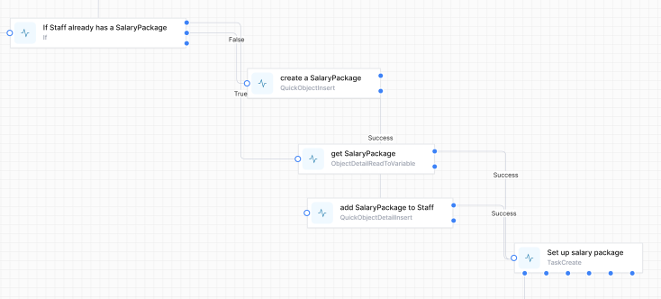 If Staff already has a SalaryPackage
If
False
create a SalaryPackage
QuickObjectInsert
True
Success
get SalaryPackage
ObjectDetailReadToVariable
Success
add SalaryPackage to Staff
QuickObjectDetailInsert
Success
Set up salary package
TaskCreate